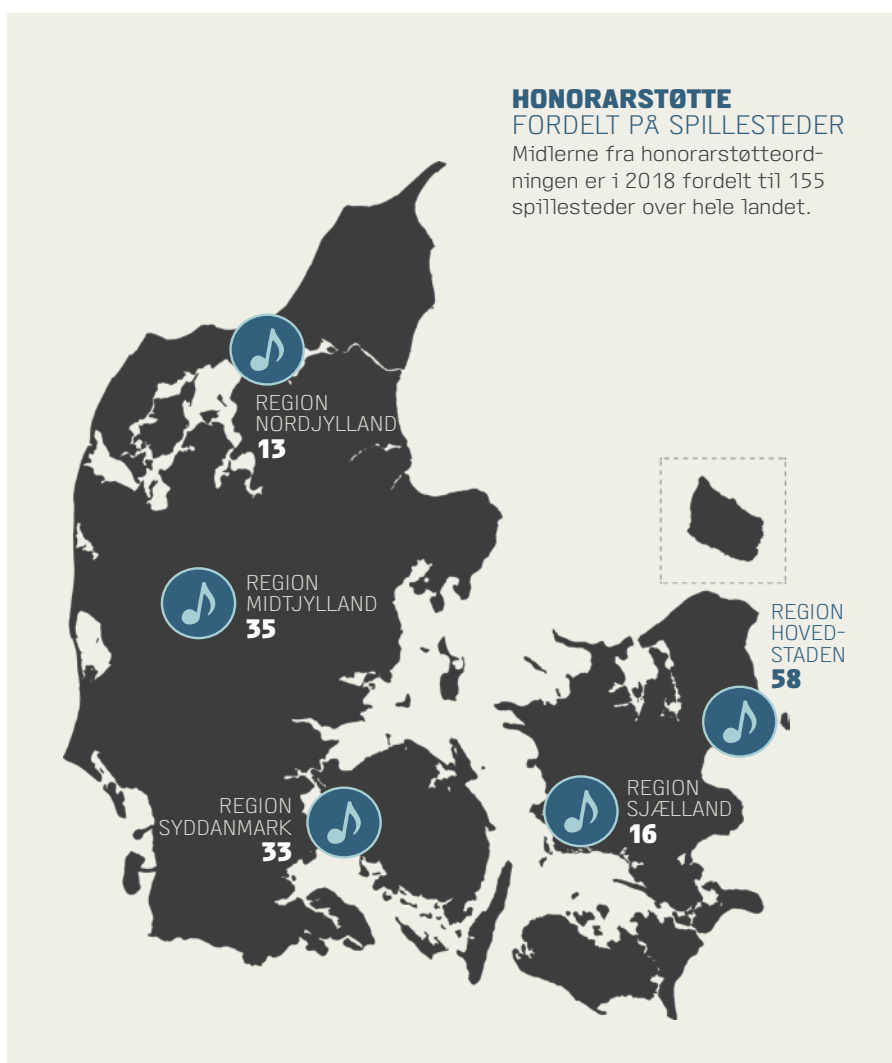 HONORARSTØTTE
FORDELT PÅ SPILLESTEDER
Midlerne fra honorarstøtteord-
ningen er i 2018 fordelt til 155
spillesteder over hele landet.
REGION
NORDJYLLAND
13
REGION
MIDTJYLLAND
35
REGION
HOVED-
STADEN
58
REGION
SJÆLLAND
16
REGION
SYDDANMARK
33